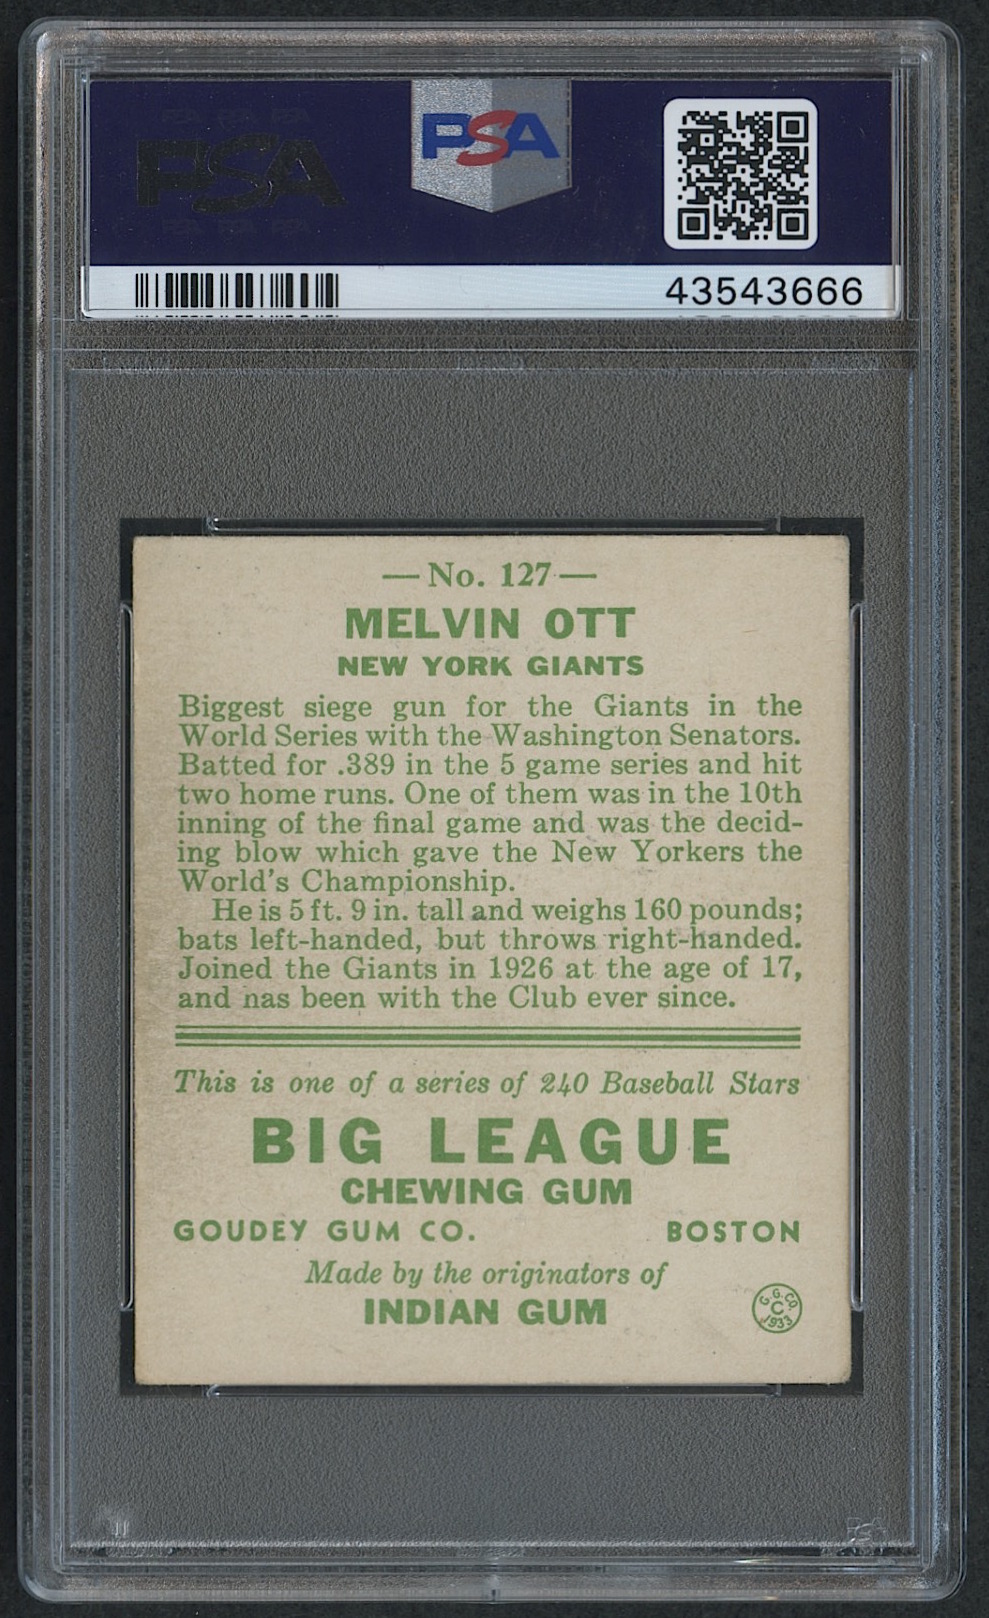 PSA
PSA
43543666
— No. 127 —
MELVIN OTT
NEW YORK GIANTS
Biggest siege gun for the Giants in the
World Series with the Washington Senators.
Batted for .389 in the 5 game series and hit
two home runs. One of them was in the 10th
inning of the final game and was the decid-
ing blow which gave the New Yorkers the
World's Championship.
He is 5 ft. 9 in. tall and weighs 160 pounds;
bats left-handed, but throws right-handed.
Joined the Giants in 1926 at the age of 17,
and nas been with the Club ever since.
This is one of a series of 240 Baseball Stars
BIG LEAGUE
CHEWING GUM
GOUDEY GUM CO. BOSTON
Made by the originators of
INDIAN GUM
G.G.CO.
C
1933